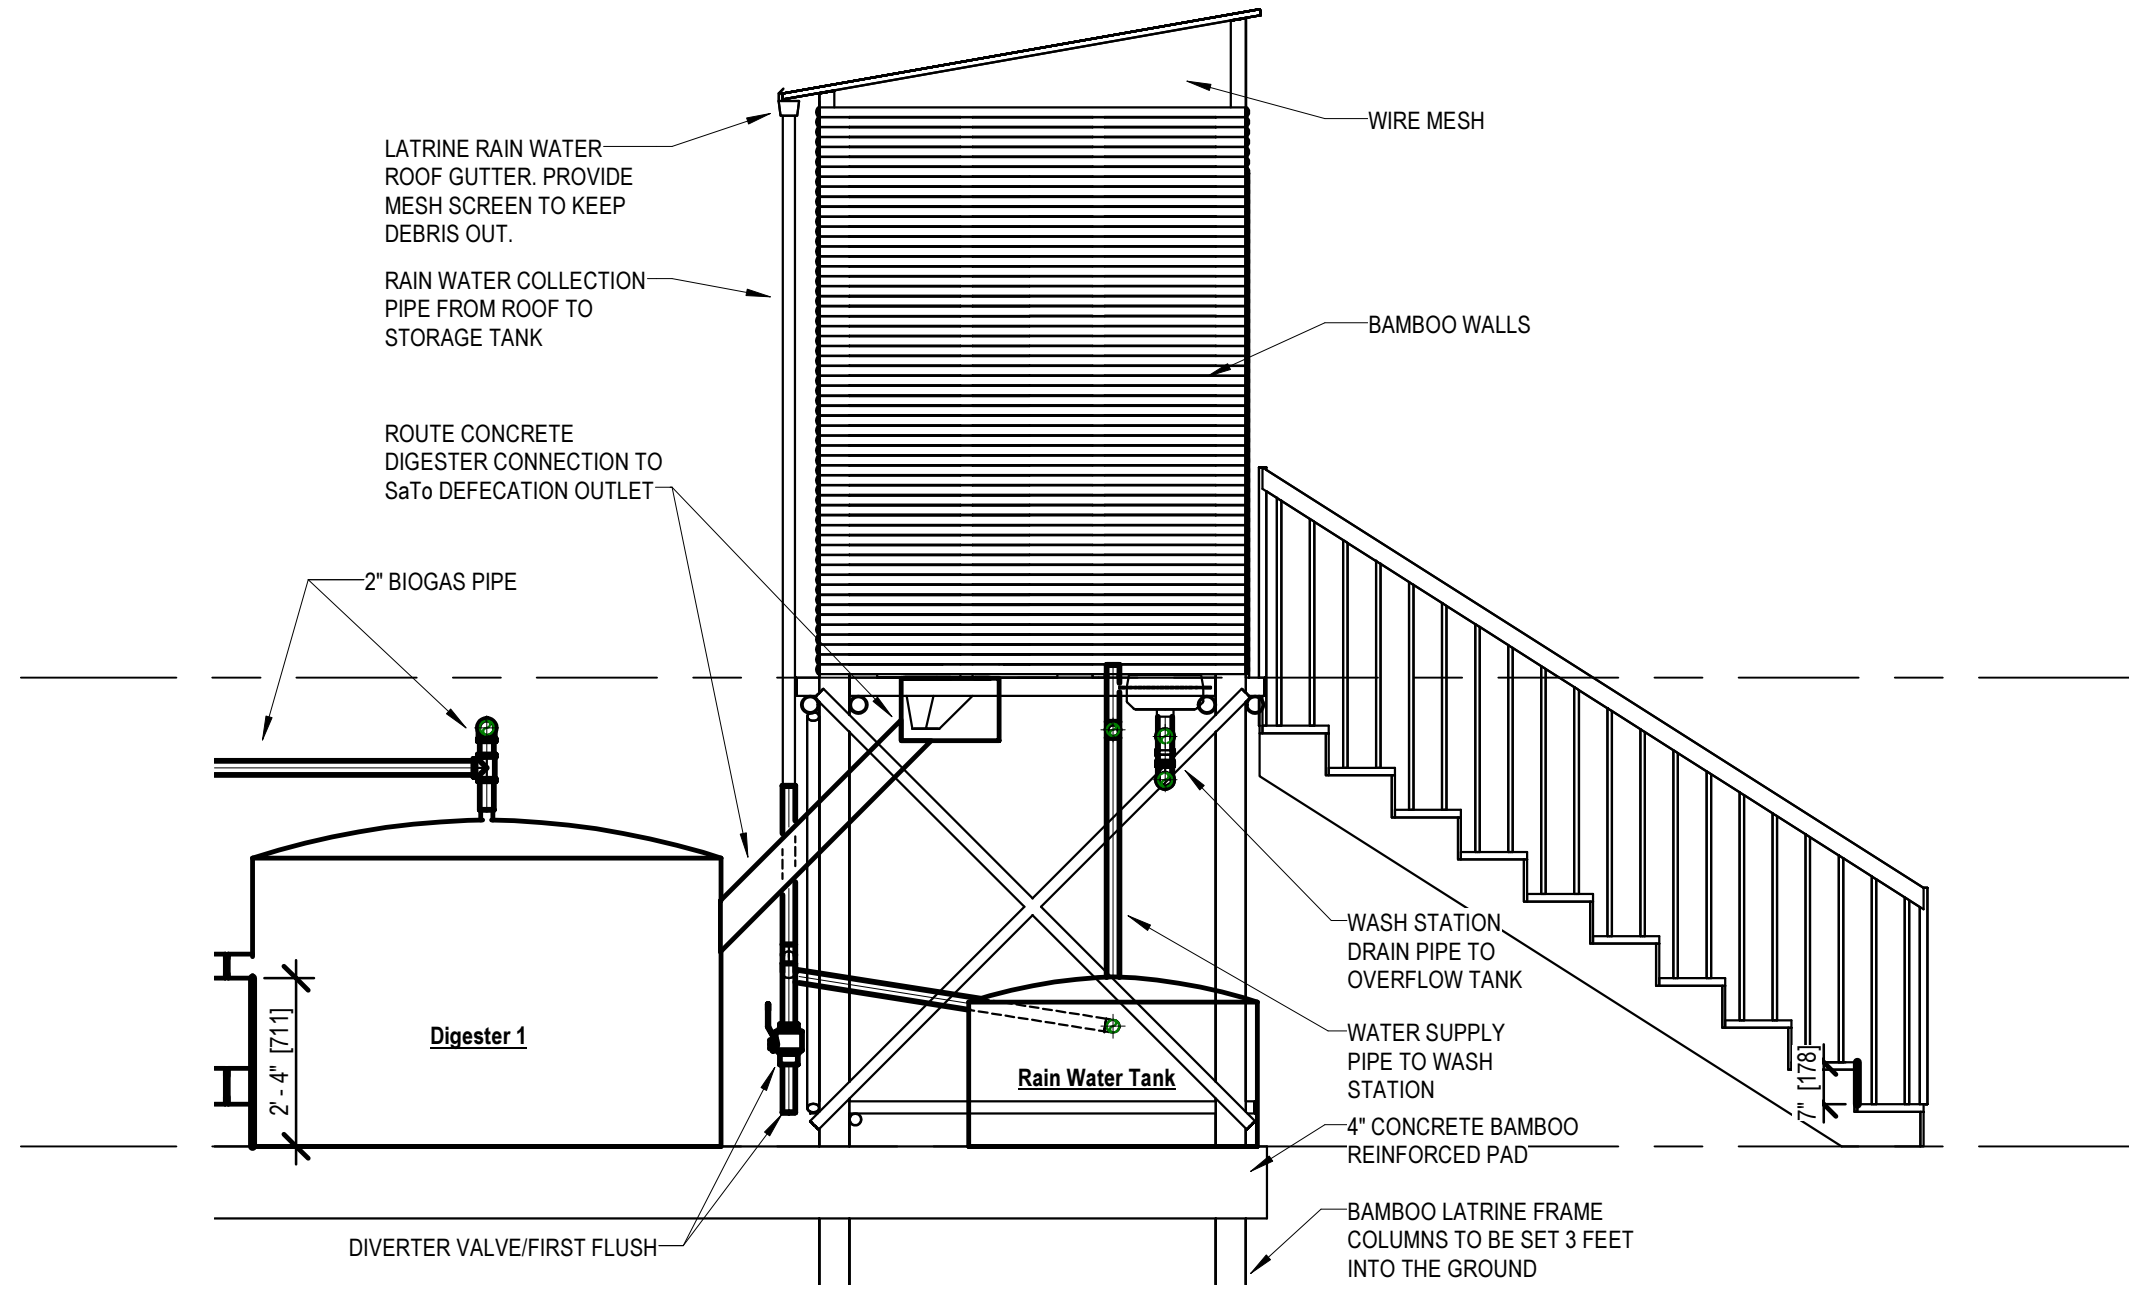 LATRINE RAIN WATER
ROOF GUTTER. PROVIDE
MESH SCREEN TO KEEP
DEBRIS OUT.
WIRE MESH
RAIN WATER COLLECTION
PIPE FROM ROOF TO
STORAGE TANK
BAMBOO WALLS
ROUTE CONCRETE
DIGESTER CONNECTION TO
SaTo DEFECATION OUTLET
2" BIOGAS PIPE
WASH STATION
DRAIN PIPE TO
OVERFLOW TANK
Digester 1
2' - 4" [711]
Rain Water Tank
WATER SUPPLY
PIPE TO WASH
STATION
7" [178]
4" CONCRETE BAMBOO
REINFORCED PAD
DIVERTER VALVE/FIRST FLUSH
BAMBOO LATRINE FRAME
COLUMNS TO BE SET 3 FEET
INTO THE GROUND